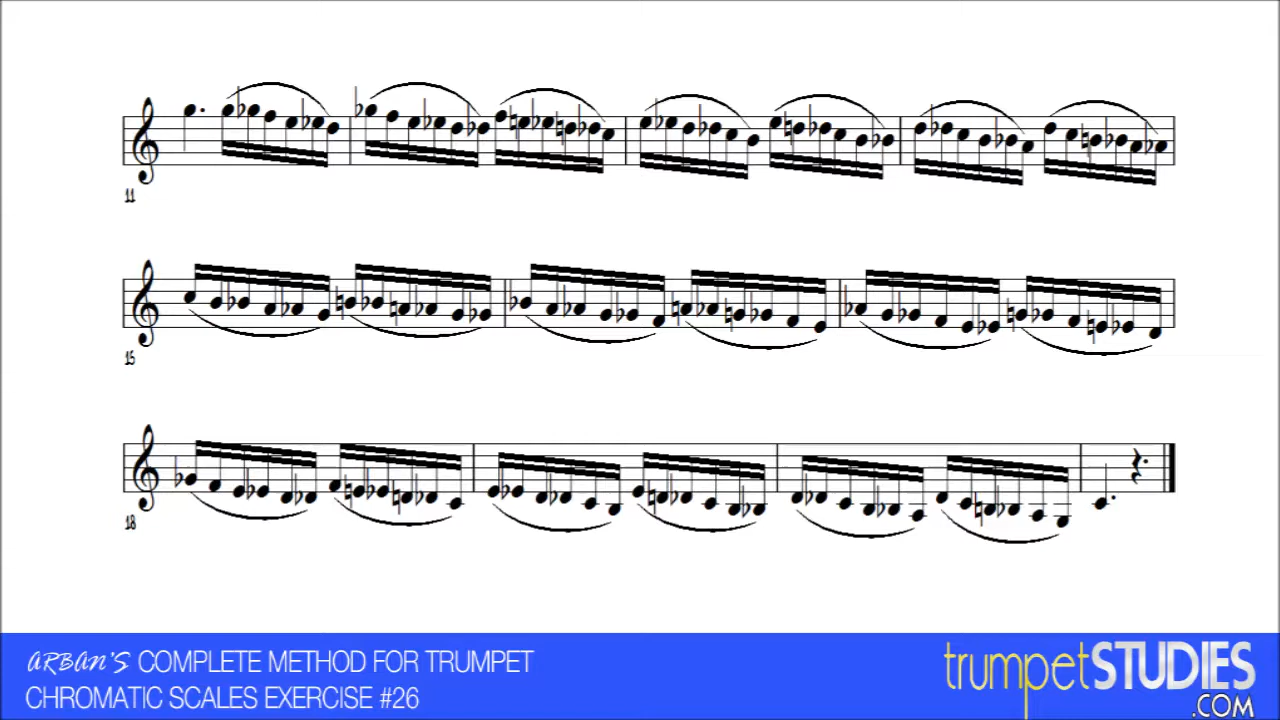 11
15
18
ARBAN'S COMPLETE METHOD FOR TRUMPET
CHROMATIC SCALES EXERCISE #26
trumpetSTUDIES
.COM